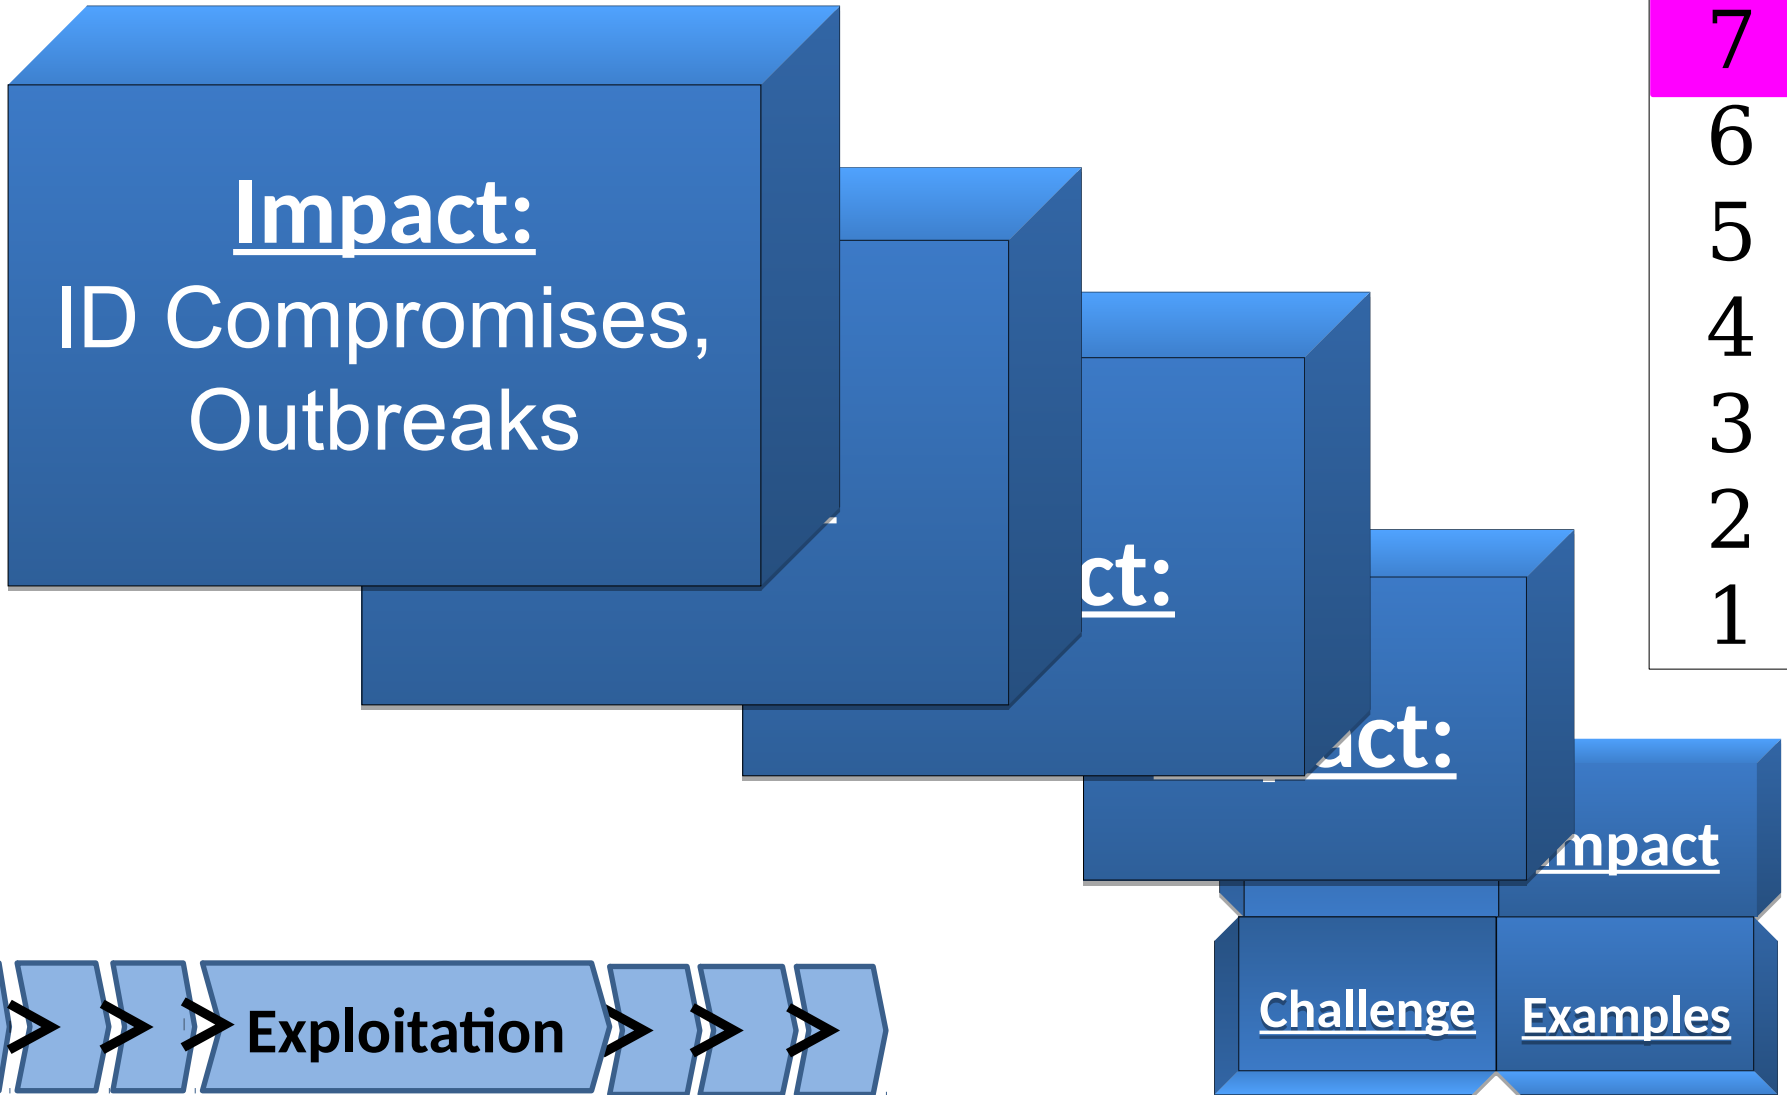 Impact:
ID Compromises,
Outbreaks
ct:
act:
mpact
Challenge
Examples
Exploitation
7
6
5
4
3
2
1